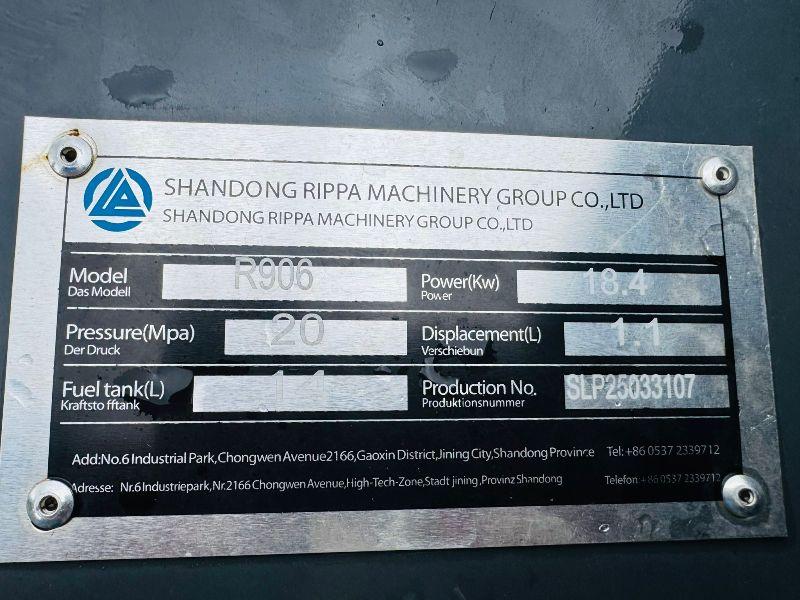 SHANDONG RIPPA MACHINERY GROUP CO.,LTD
SHANDONG RIPPA MACHINERY GROUP CO.,LTD
Model R906 Power(Kw) 18.4
Das Modell Power
Pressure(Mpa) 20 Displacement(L) 1.1
Der Druck Verschiebun
Fuel tank(L) 14 Production No. SLP25033107
Kraftsto fftank Produktionsnummer
Add:No.6 Industrial Park,Chongwen Avenue2166,Gaoxin District,Jining City,Shandong Province Tel:+86 0537 2339712
Adresse: Nr.6 Industriepark,Nr.2166 Chongwen Avenue,High-Tech-Zone,Stadt jining,Provinz Shandong Telefon:+86 0537 2339712